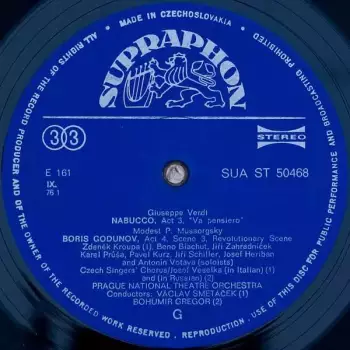 MADE IN CZECHOSLOVAKIA
ALL RIGHTS OF THE RECORD PRODUCER AND OF THE OWNER OF THE WORK RESERVED . REPRODUCTION . USE OF THIS DISC FOR PUBLIC PERFORMANCE AND BROADCASTING PROHIBITED
SUPRAPHON
33
STEREO
E 161
SUA ST 50468
IX.
76 1
Giuseppe Verdi
NABUCCO, Act 3, "Va pensiero"
Modest P. Mussorgsky
BORIS GODUNOV, Act 4, Scene 3, Revolutionary Scene
Zdeněk Kroupa (1), Beno Blachut, Jiří Zahradníček
Karel Průša, Pavel Kurz, Jiří Schiller, Josef Heriban
and Antonín Votava (soloists)
Czech Singers' Chorus/Josef Veselka (in Italian) (1)
and (in Russian) (2)
PRAGUE NATIONAL THEATRE ORCHESTRA
Conductors: VÁCLAV SMETÁČEK (1)
BOHUMIR GREGOR (2)
G